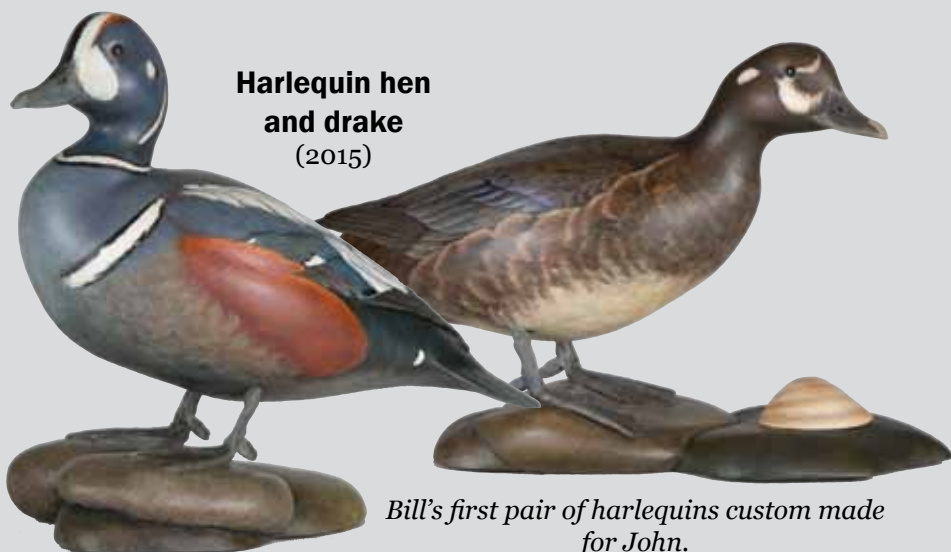 Harlequin hen
and drake
(2015)
Bill's first pair of harlequins custom made
for John.